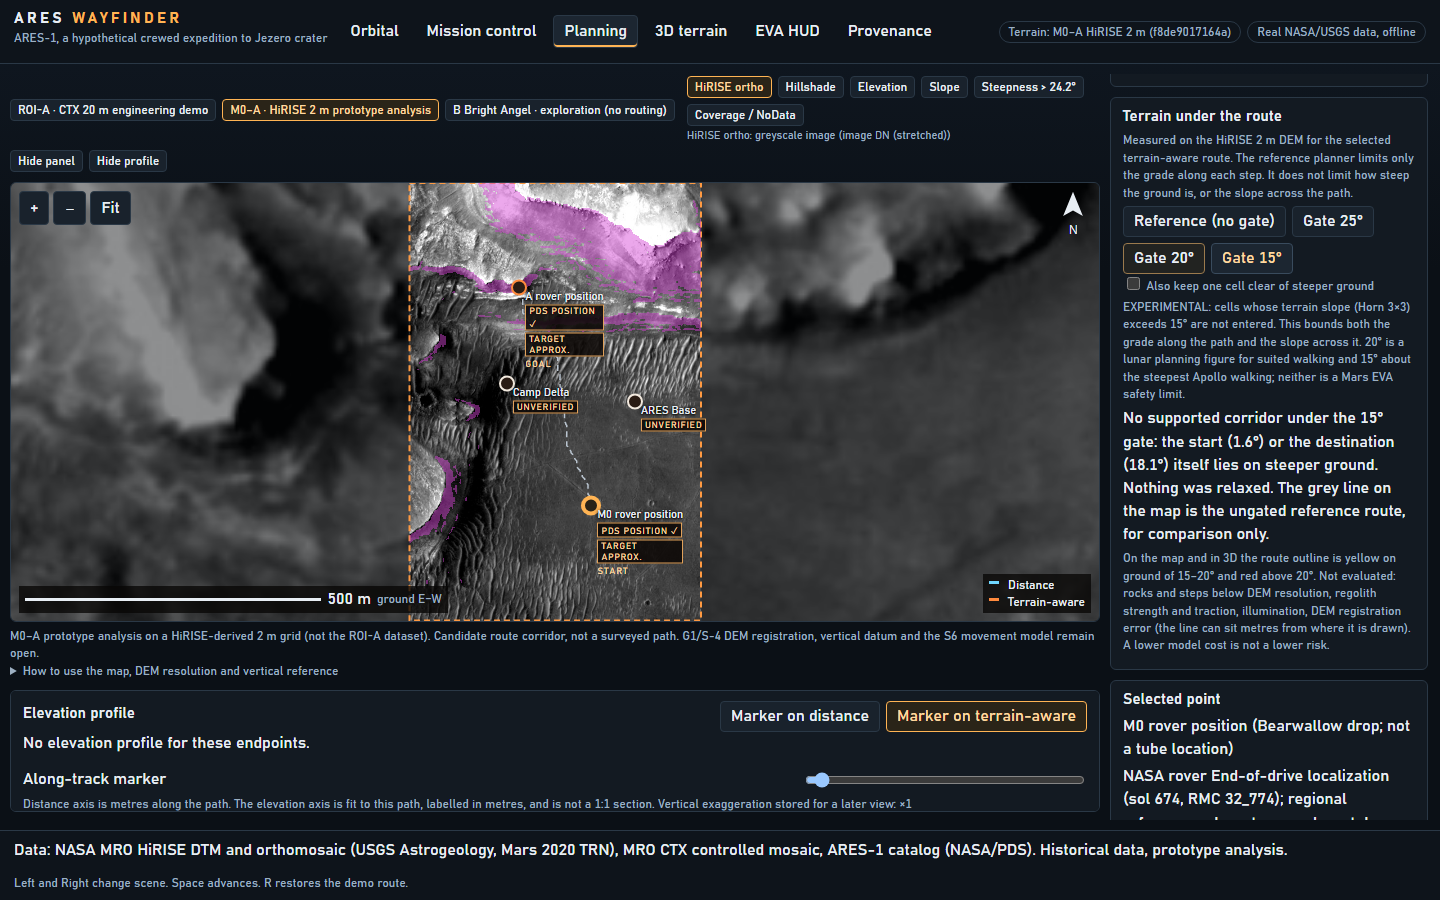 ARES WAYFINDER
ARES-1, a hypothetical crewed expedition to Jezero crater
Orbital
Mission control
Planning
3D terrain
EVA HUD
Provenance
Terrain: M0-A HiRISE 2 m (f8de9017164a)
Real NASA/USGS data, offline
ROI-A · CTX 20 m engineering demo
M0-A · HiRISE 2 m prototype analysis
B Bright Angel · exploration (no routing)
HiRISE ortho
Hillshade
Elevation
Slope
Steepness > 24.2°
Coverage / NoData
HiRISE ortho: greyscale image (image DN (stretched))
Hide panel
Hide profile
+
–
Fit
N
A rover position
PDS POSITION
✓
TARGET
APPROX.
GOAL
Camp Delta
UNVERIFIED
ARES Base
UNVERIFIED
M0 rover position
PDS POSITION ✓
TARGET
APPROX.
START
500 m ground E–W
Distance
Terrain-aware
M0-A prototype analysis on a HiRISE-derived 2 m grid (not the ROI-A dataset). Candidate route corridor, not a surveyed path. G1/S-4 DEM registration, vertical datum and the S6 movement model remain
open.
How to use the map, DEM resolution and vertical reference
Elevation profile
Marker on distance
Marker on terrain-aware
No elevation profile for these endpoints.
Along-track marker
Distance axis is metres along the path. The elevation axis is fit to this path, labelled in metres, and is not a 1:1 section. Vertical exaggeration stored for a later view: ×1
Terrain under the route
Measured on the HiRISE 2 m DEM for the selected
terrain-aware route. The reference planner limits only
the grade along each step. It does not limit how steep
the ground is, or the slope across the path.
Reference (no gate)
Gate 25°
Gate 20°
Gate 15°
Also keep one cell clear of steeper ground
EXPERIMENTAL: cells whose terrain slope (Horn 3×3)
exceeds 15° are not entered. This bounds both the
grade along the path and the slope across it. 20° is a
lunar planning figure for suited walking and 15° about
the steepest Apollo walking; neither is a Mars EVA
safety limit.
No supported corridor under the 15°
gate: the start (1.6°) or the destination
(18.1°) itself lies on steeper ground.
Nothing was relaxed. The grey line on
the map is the ungated reference route,
for comparison only.
On the map and in 3D the route outline is yellow on
ground of 15–20° and red above 20°. Not evaluated:
rocks and steps below DEM resolution, regolith
strength and traction, illumination, DEM registration
error (the line can sit metres from where it is drawn).
A lower model cost is not a lower risk.
Selected point
M0 rover position (Bearwallow drop; not
a tube location)
NASA rover End-of-drive localization
(sol 674, RMC 32_774); regional
Data: NASA MRO HiRISE DTM and orthomosaic (USGS Astrogeology, Mars 2020 TRN), MRO CTX controlled mosaic, ARES-1 catalog (NASA/PDS). Historical data, prototype analysis.
Left and Right change scene. Space advances. R restores the demo route.